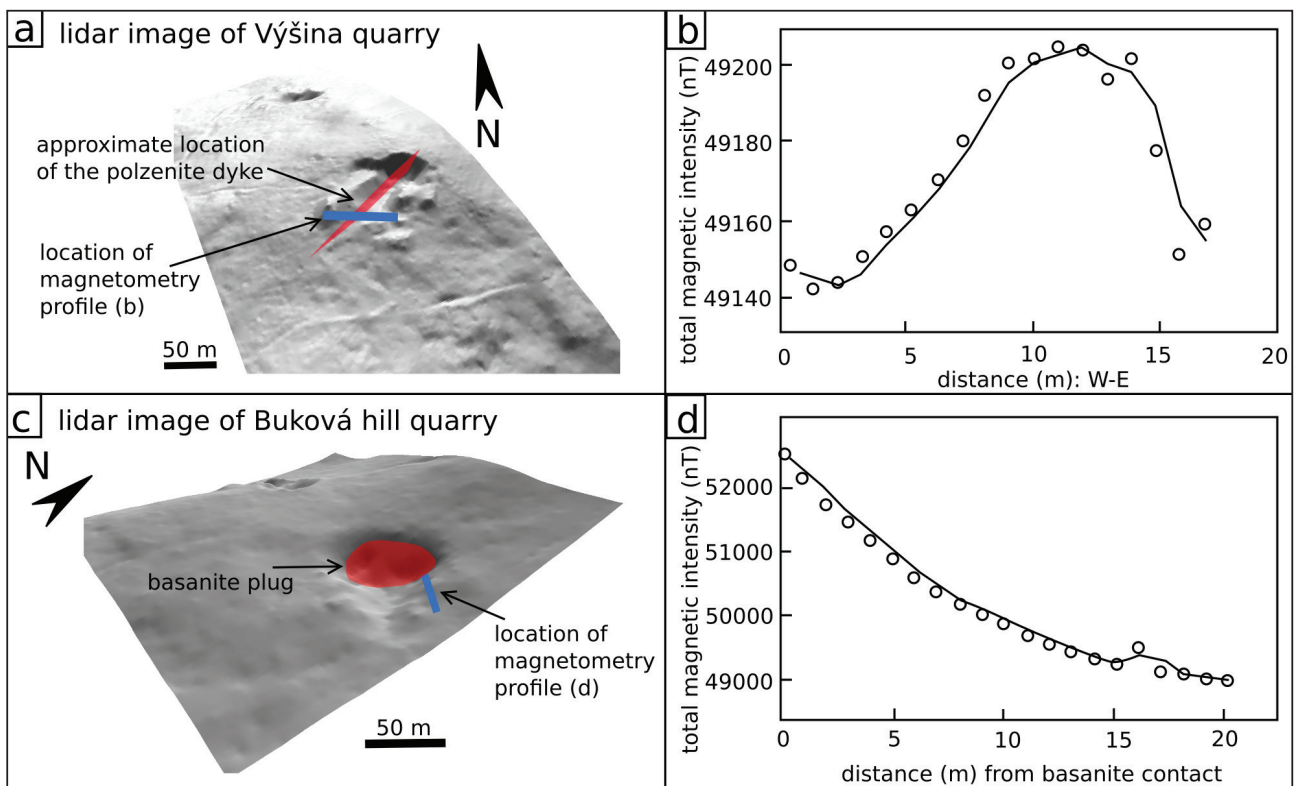 a
lidar image of Výšina quarry
N
approximate location
of the polzenite dyke
location of
magnetometry
profile (b)
50 m
b
total magnetic intensity (nT)
49200
49180
49160
49140
0 5 10 15 20
distance (m): W-E
c
lidar image of Buková hill quarry
N
basanite plug
location of
magnetometry
profile (d)
50 m
d
total magnetic intensity (nT)
52000
51000
50000
49000
0 5 10 15 20
distance (m) from basanite contact